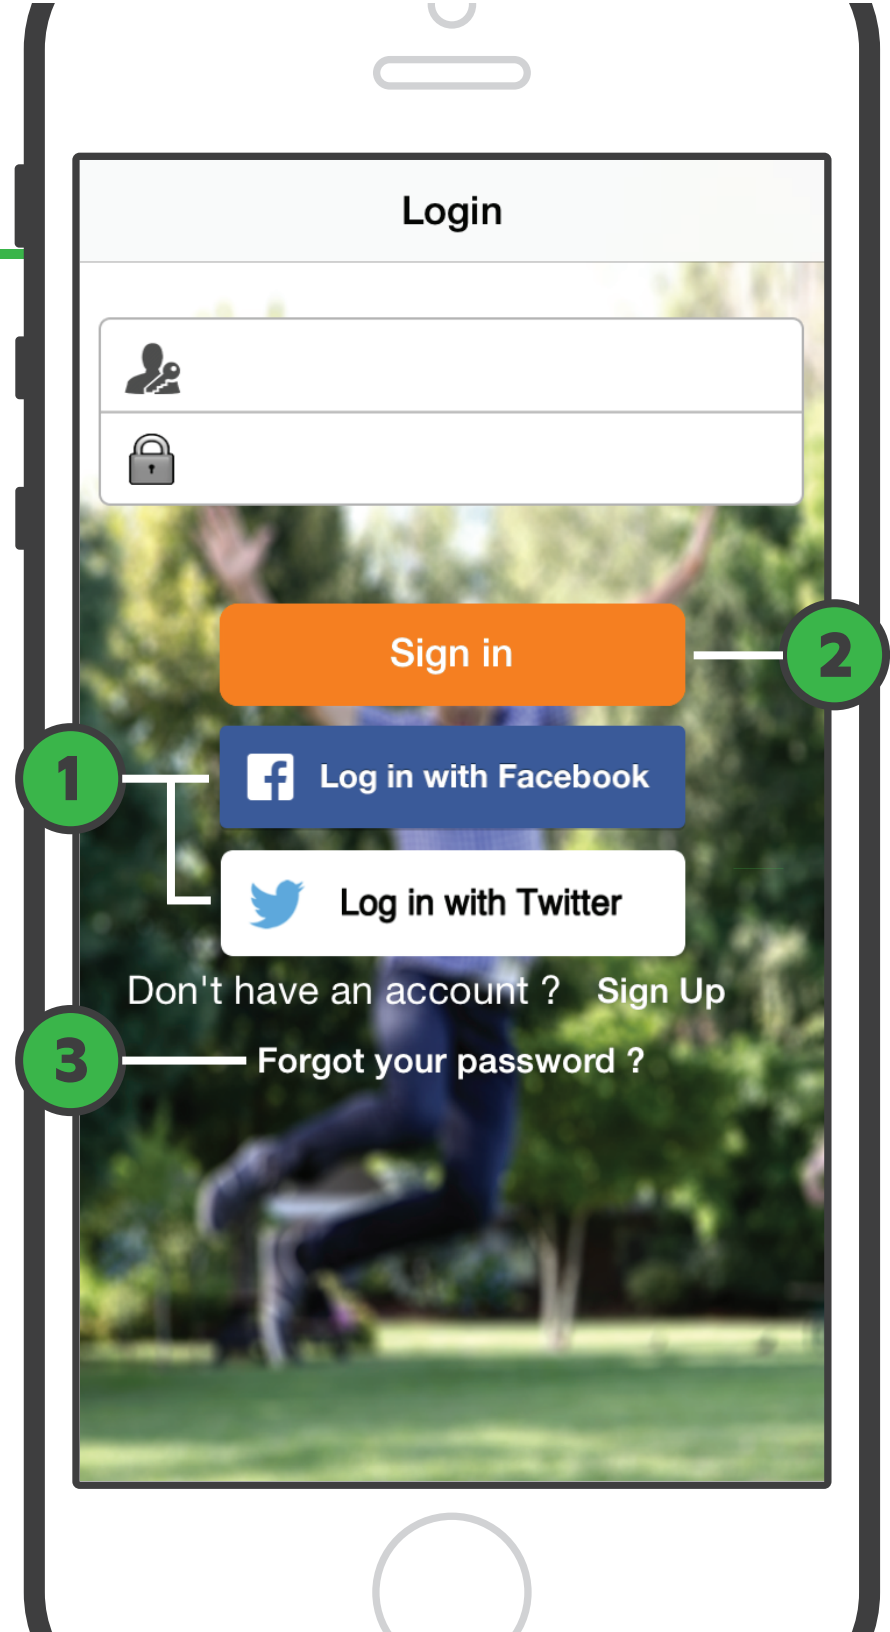 Login
Sign in
2
1
Log in with Facebook
Log in with Twitter
Don't have an account ? Sign Up
3
Forgot your password ?